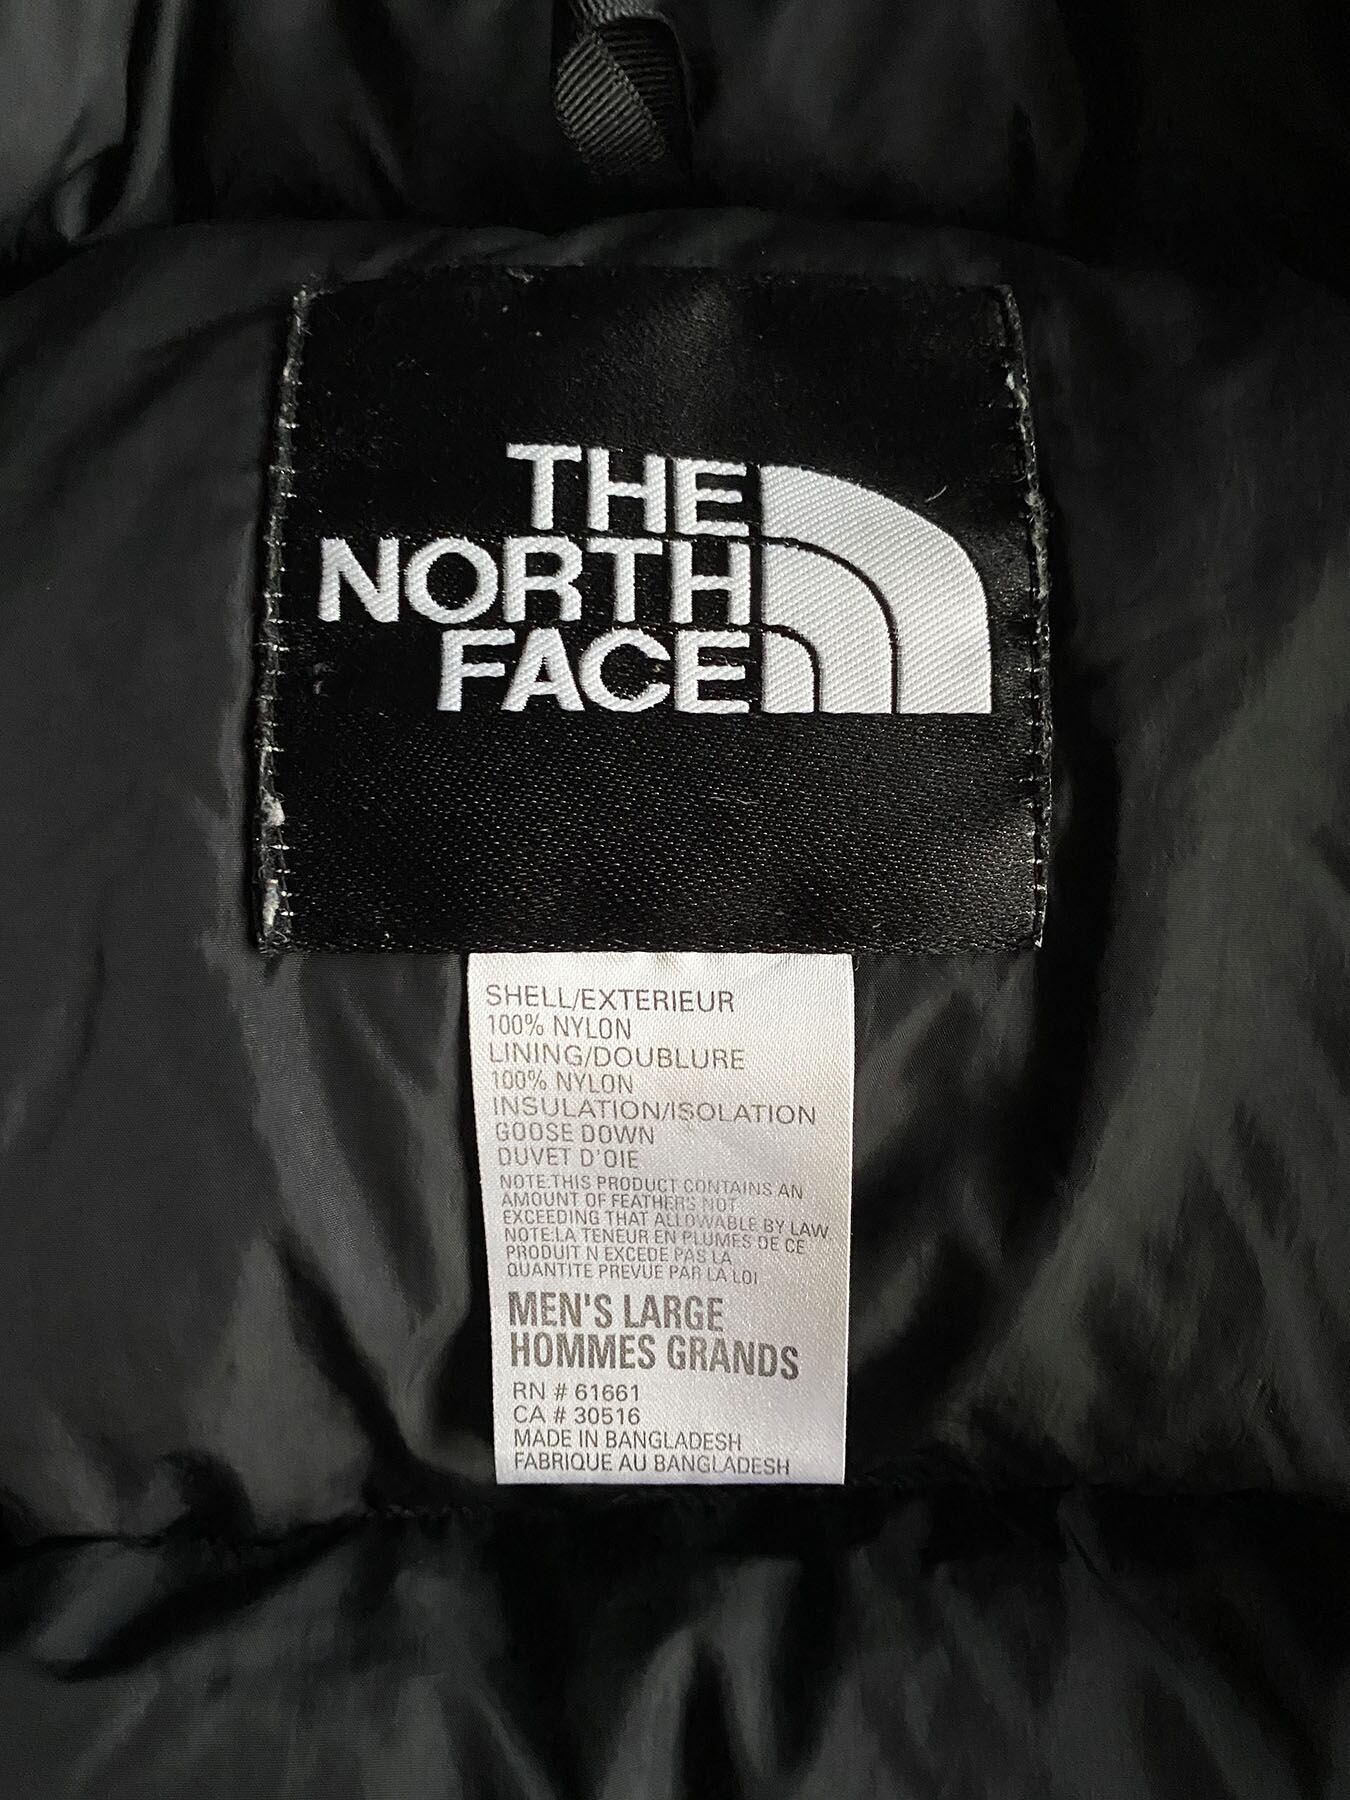 THE
NORTH
FACE
SHELL/EXTERIEUR
100% NYLON
LINING/DOUBLURE
100% NYLON
INSULATION/ISOLATION
GOOSE DOWN
DUVET D'OIE
NOTE:THIS PRODUCT CONTAINS AN
AMOUNT OF FEATHERS NOT
EXCEEDING THAT ALLOWABLE BY LAW
NOTE:LA TENEUR EN PLUMES DE CE
PRODUIT N EXCEDE PAS LA
QUANTITE PREVUE PAR LA LOI
MEN'S LARGE
HOMMES GRANDS
RN # 61661
CA # 30516
MADE IN BANGLADESH
FABRIQUE AU BANGLADESH